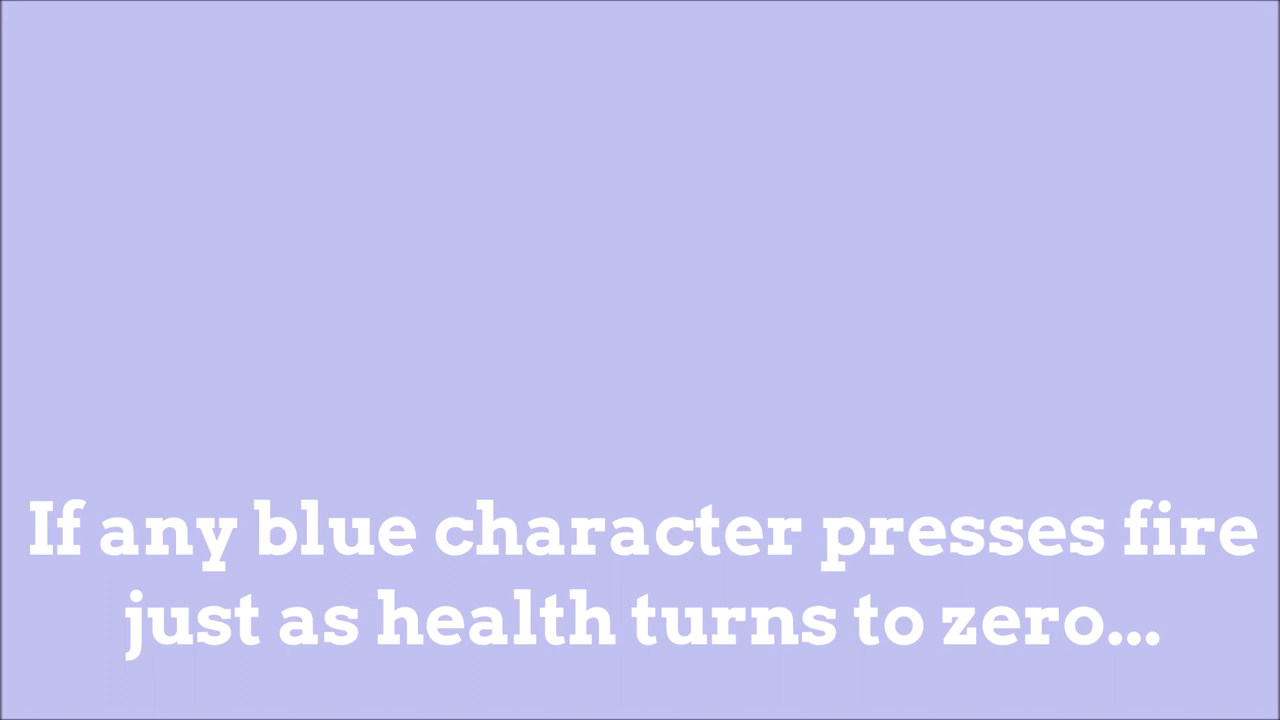 If any blue character presses fire
just as health turns to zero...